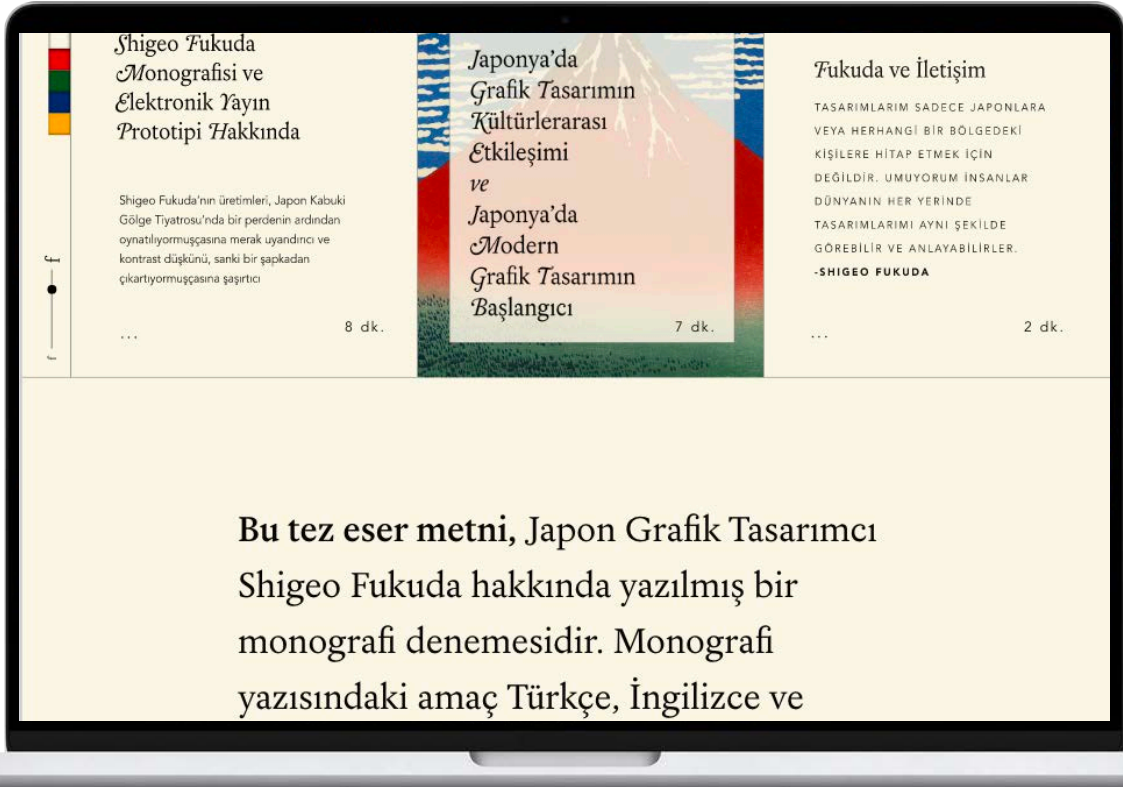 Shigeo Fukuda
Monografisi ve
Elektronik Yayın
Prototipi Hakkında
Shigeo Fukuda'nın üretimleri, Japon Kabuki
Gölge Tiyatrosu'nda bir perdenin ardından
oynatılıyormuşçasına merak uyandırıcı ve
kontrast düşkünü, sanki bir şapkadan
çıkartıyormuşçasına şaşırtıcı
...
8 dk.
Japonya'da
Grafik Tasarımın
Kültürlerarası
Etkileşimi
ve
Japonya'da
Modern
Grafik Tasarımın
Başlangıcı
7 dk.
Fukuda ve İletişim
TASARIMLARIM SADECE JAPONLARA
VEYA HERHANGİ BİR BÖLGEDEKİ
KİŞİLERE HİTAP ETMEK İÇİN
DEĞİLDİR. UMUYORUM İNSANLAR
DÜNYANIN HER YERİNDE
TASARIMLARIMI AYNI ŞEKİLDE
GÖREBİLİR VE ANLAYABİLİRLER.
-SHIGEO FUKUDA
...
2 dk.
f
f
Bu tez eser metni, Japon Grafik Tasarımcı
Shigeo Fukuda hakkında yazılmış bir
monografi denemesidir. Monografi
yazısındaki amaç Türkçe, İngilizce ve